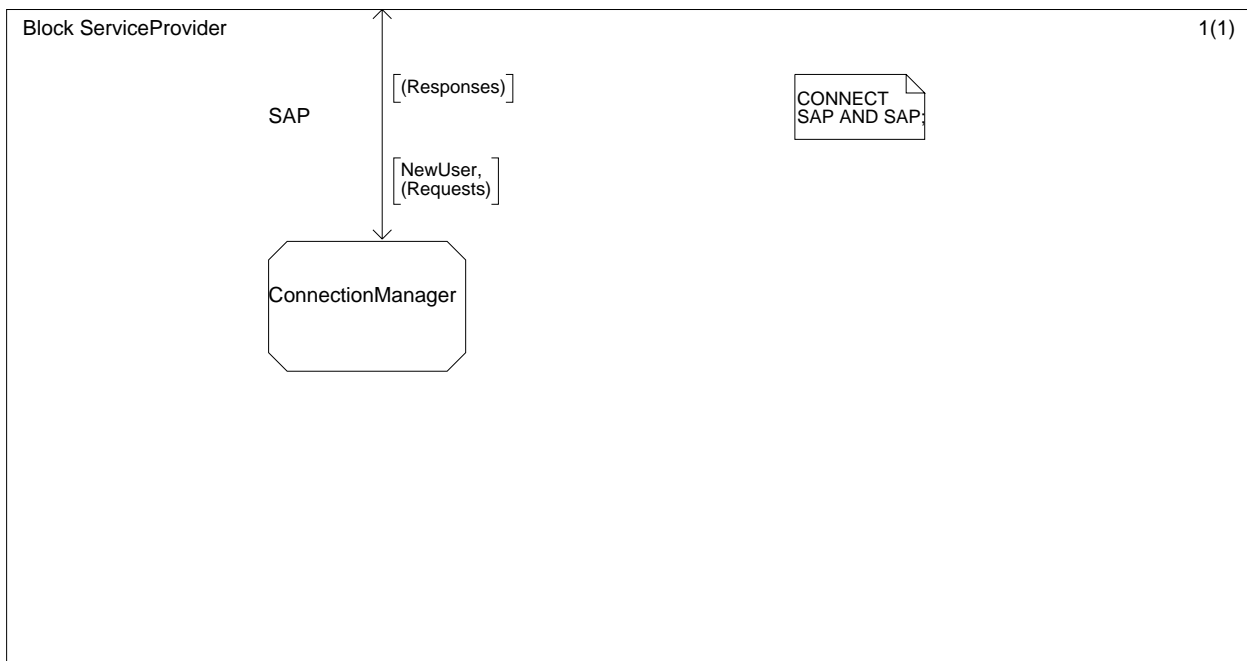 Block ServiceProvider
1(1)
(Responses)
SAP
CONNECT
SAP AND SAP;
NewUser,
(Requests)
ConnectionManager